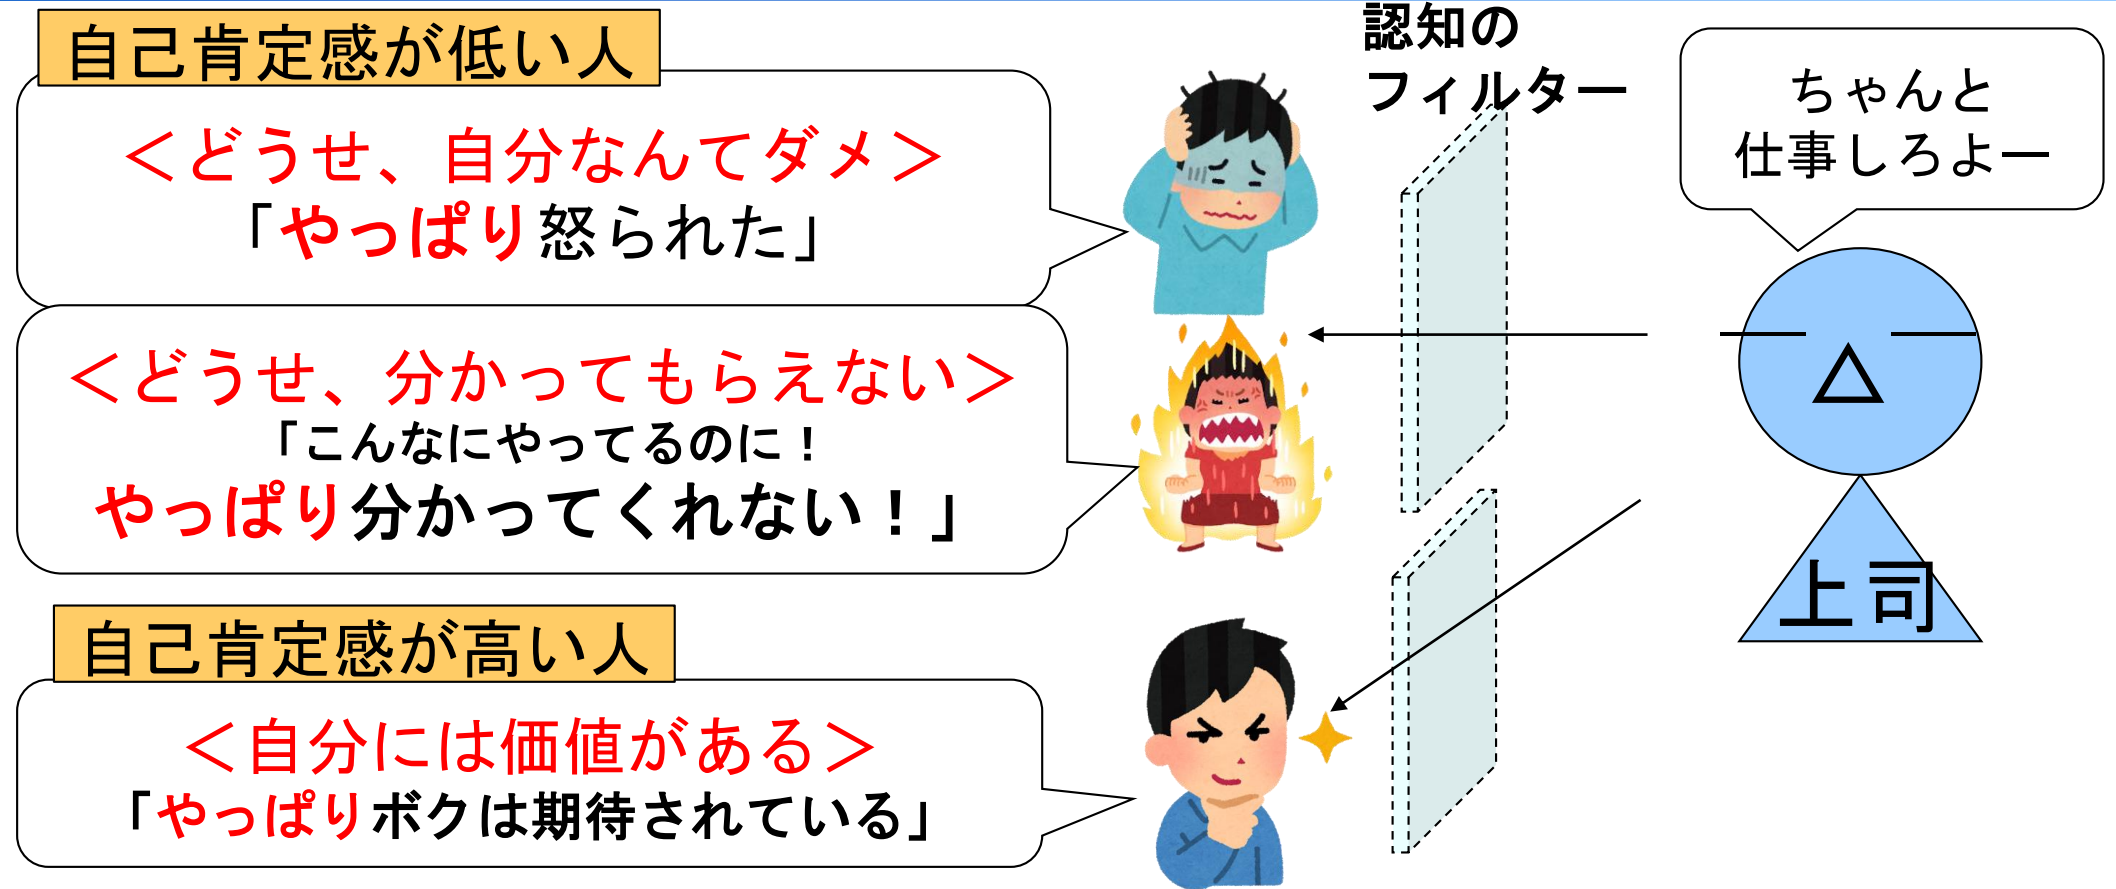 自己肯定感が低い人
<どうせ、自分なんてダメ>
「やっぱり怒られた」
<どうせ、分かってもらえない>
「こんなにやってるのに！
やっぱり分かってくれない！」
自己肯定感が高い人
<自分には価値がある>
「やっぱりボクは期待されている」
認知の
フィルター
ちゃんと
仕事しろよー
上司